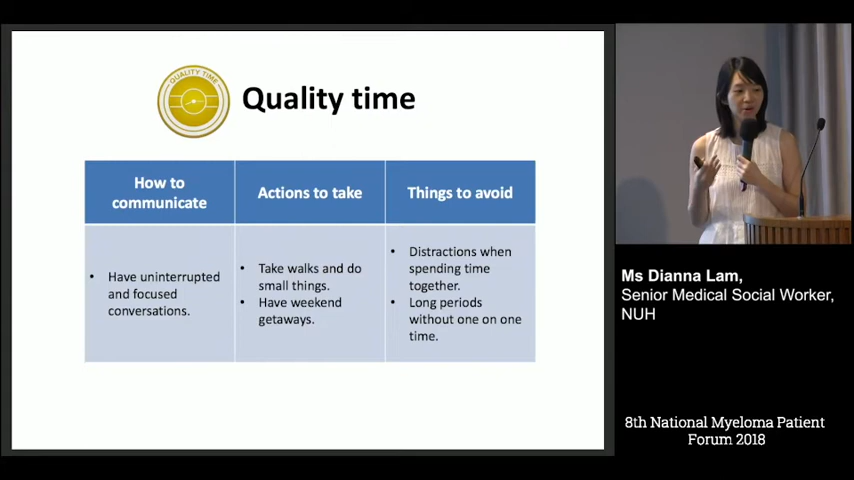 QUALITY TIME
Quality time
How to
communicate
Actions to take
Things to avoid
• Have uninterrupted
and focused
conversations.
• Take walks and do
small things.
• Have weekend
getaways.
• Distractions when
spending time
together.
• Long periods
without one on one
time.
Ms Dianna Lam,
Senior Medical Social Worker,
NUH
8th National Myeloma Patient
Forum 2018